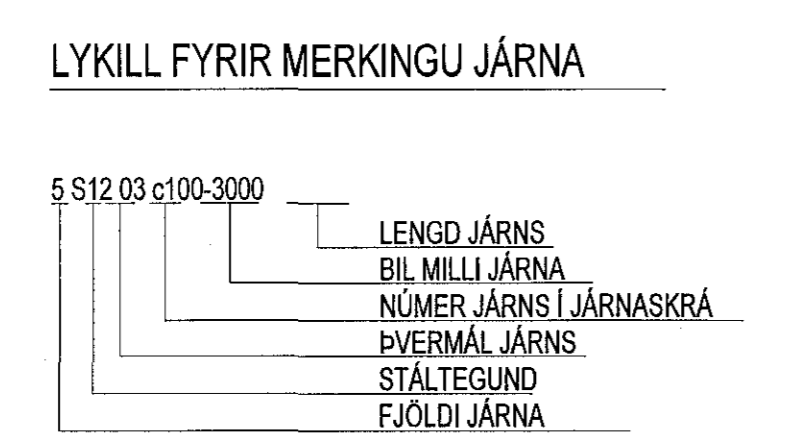 LYKILL FYRIR MERKINGU JÁRNA
5 S12 03 c100-3000
LENGD JÁRNS
BIL MILLI JÁRNA
NÚMER JÁRNS Í JÁRNASKRÁ
ÞVERMÁL JÁRNS
STÁLTEGUND
FJÖLDI JÁRNA